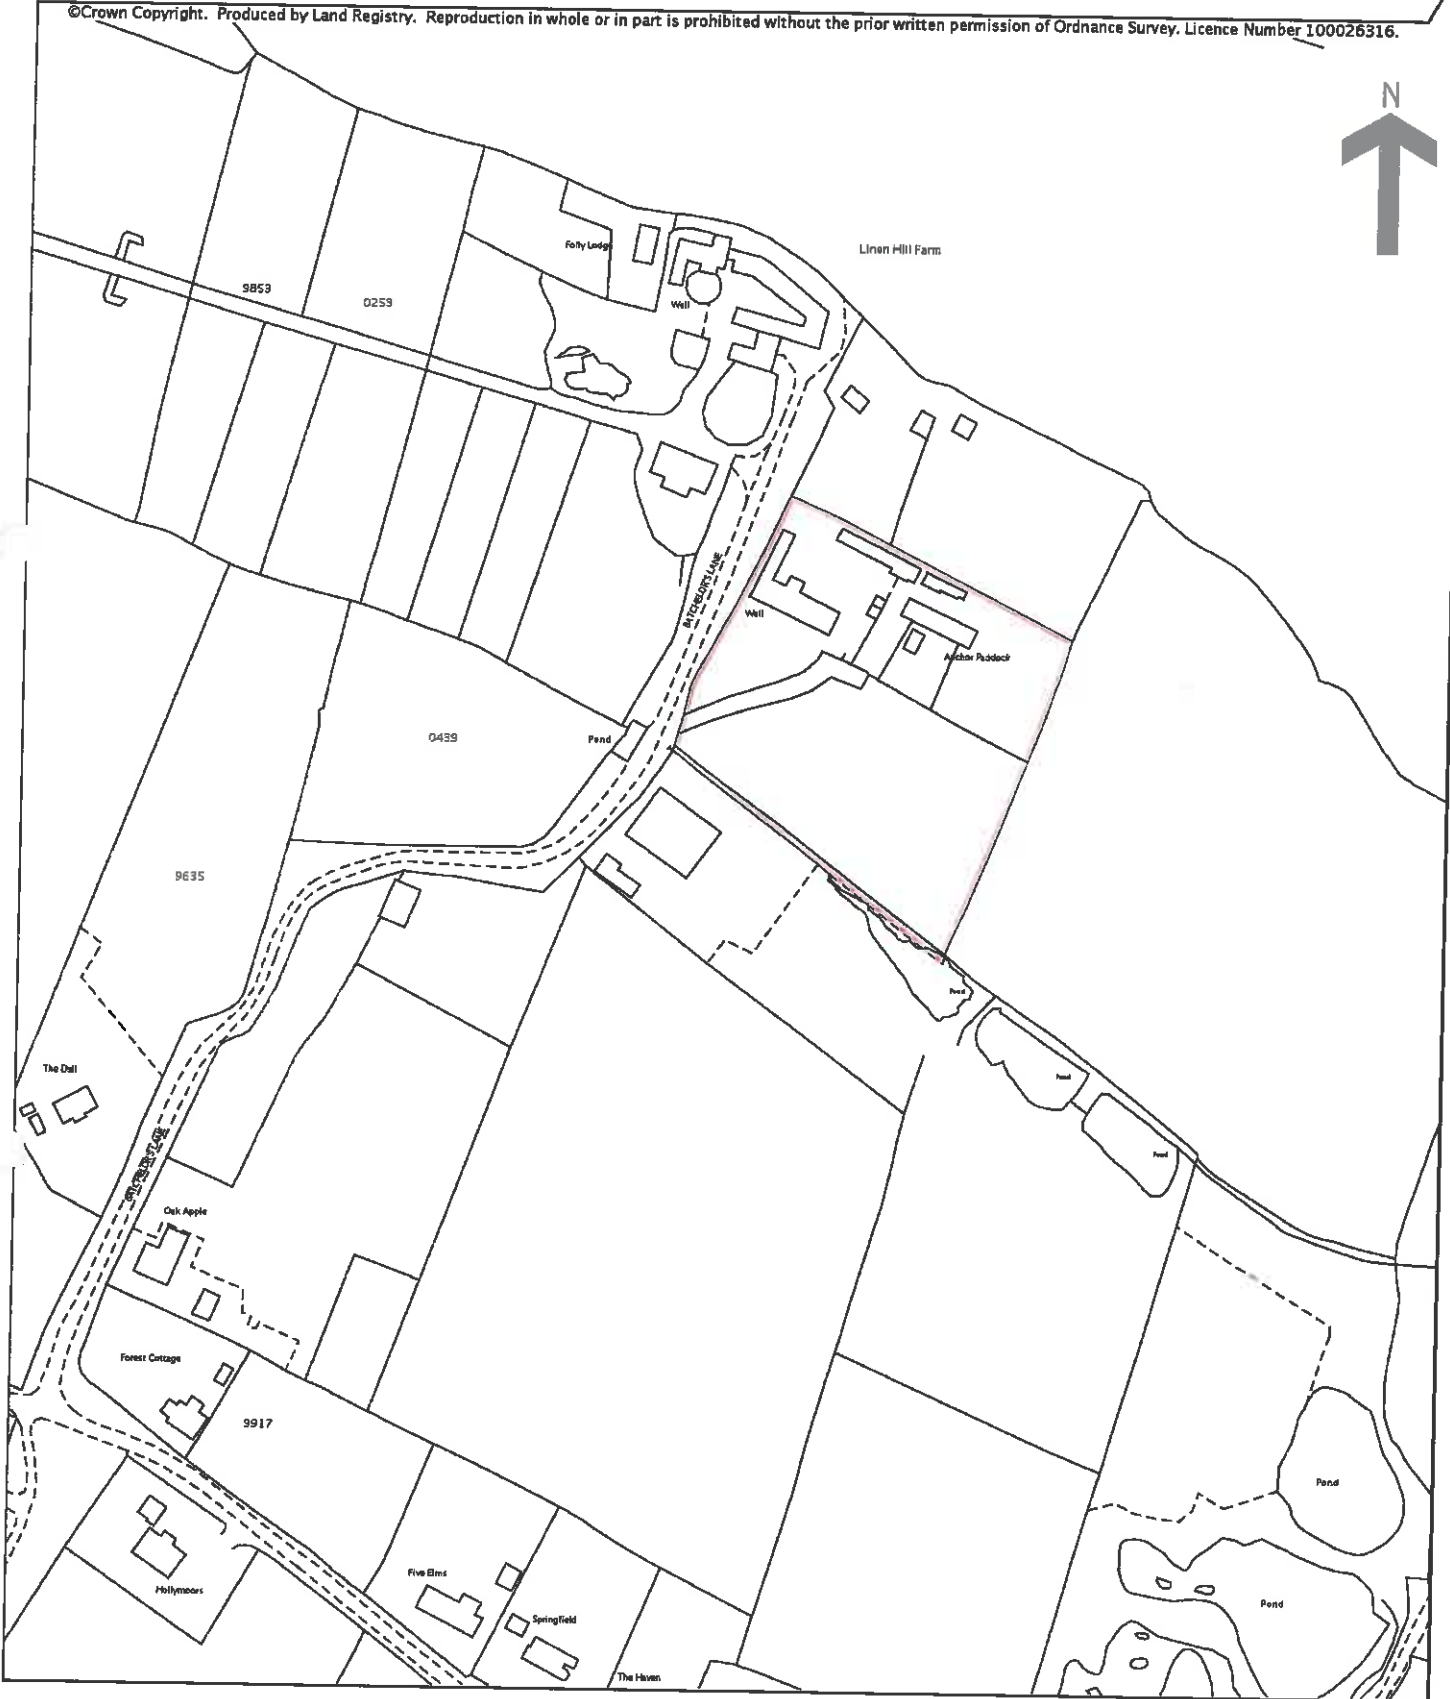 ©Crown Copyright. Produced by Land Registry. Reproduction in whole or in part is prohibited without the prior written permission of Ordnance Survey. Licence Number 100026316.
N
Linen Hill Farm
Folly Lodge
9853
0259
Well
BATCHELOR'S LANE
Well
Anchor Paddock
0439
Pond
9635
Pond
The Dell
Pond
Pond
BATCHELOR'S LANE
Oak Apple
Forest Cottage
9917
Pond
Five Elms
Hollymoors
Pond
Springfield
The Haven